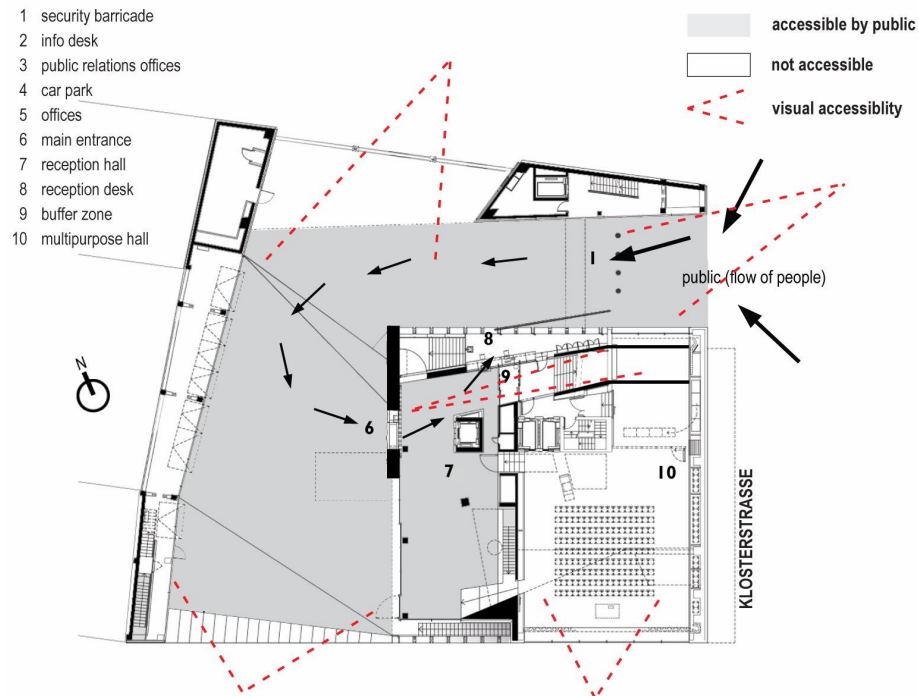 1 security barricade
2 info desk
3 public relations offices
4 car park
5 offices
6 main entrance
7 reception hall
8 reception desk
9 buffer zone
10 multipurpose hall
accessible by public
not accessible
visual accessiblity
1
public (flow of people)
N
8
9
6
7
10
KLOSTERSTRASSE